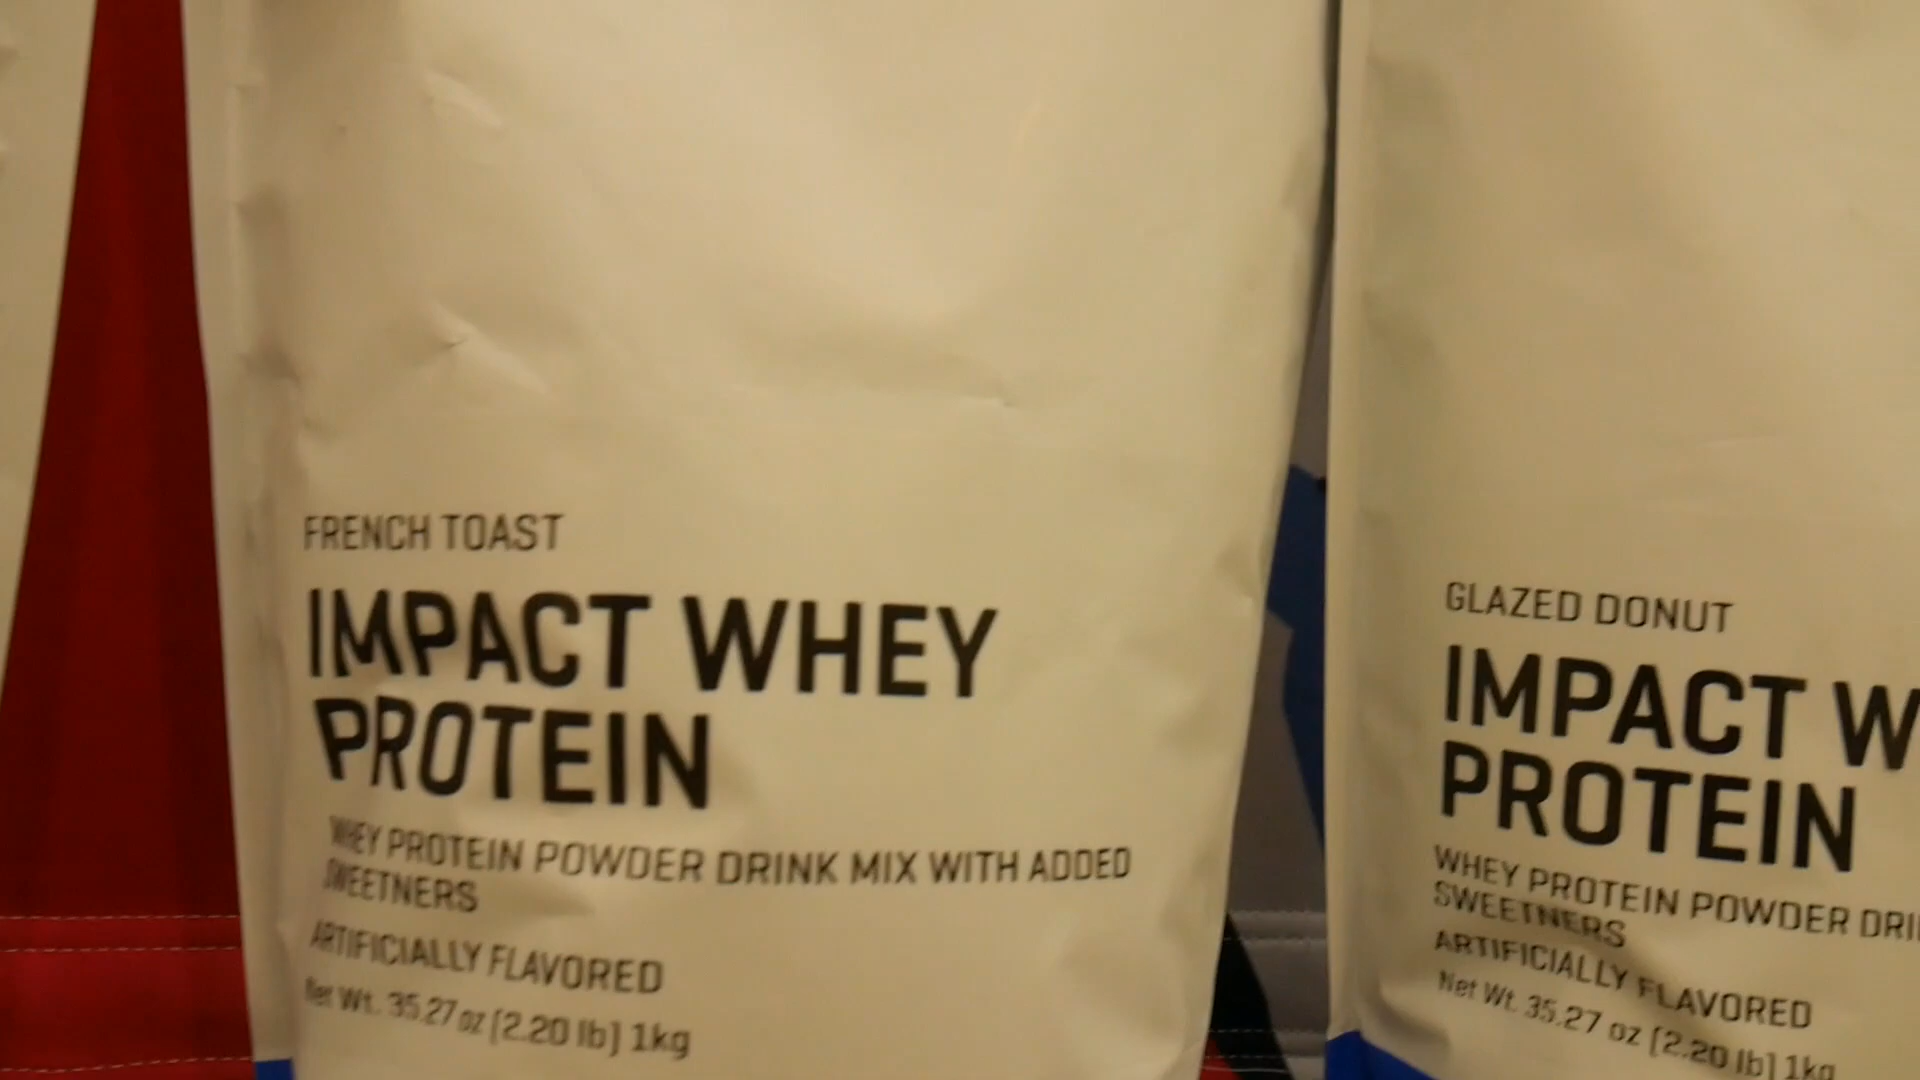 FRENCH TOAST
IMPACT WHEY
PROTEIN
WHEY PROTEIN POWDER DRINK MIX WITH ADDED
SWEETNERS
ARTIFICIALLY FLAVORED
Net Wt. 35.27 oz [2.20 lb] 1kg
GLAZED DONUT
IMPACT W
PROTEIN
WHEY PROTEIN POWDER DRI
SWEETNERS
ARTIFICIALLY FLAVORED
Net Wt. 35.27 oz [2.20 lb] 1kg